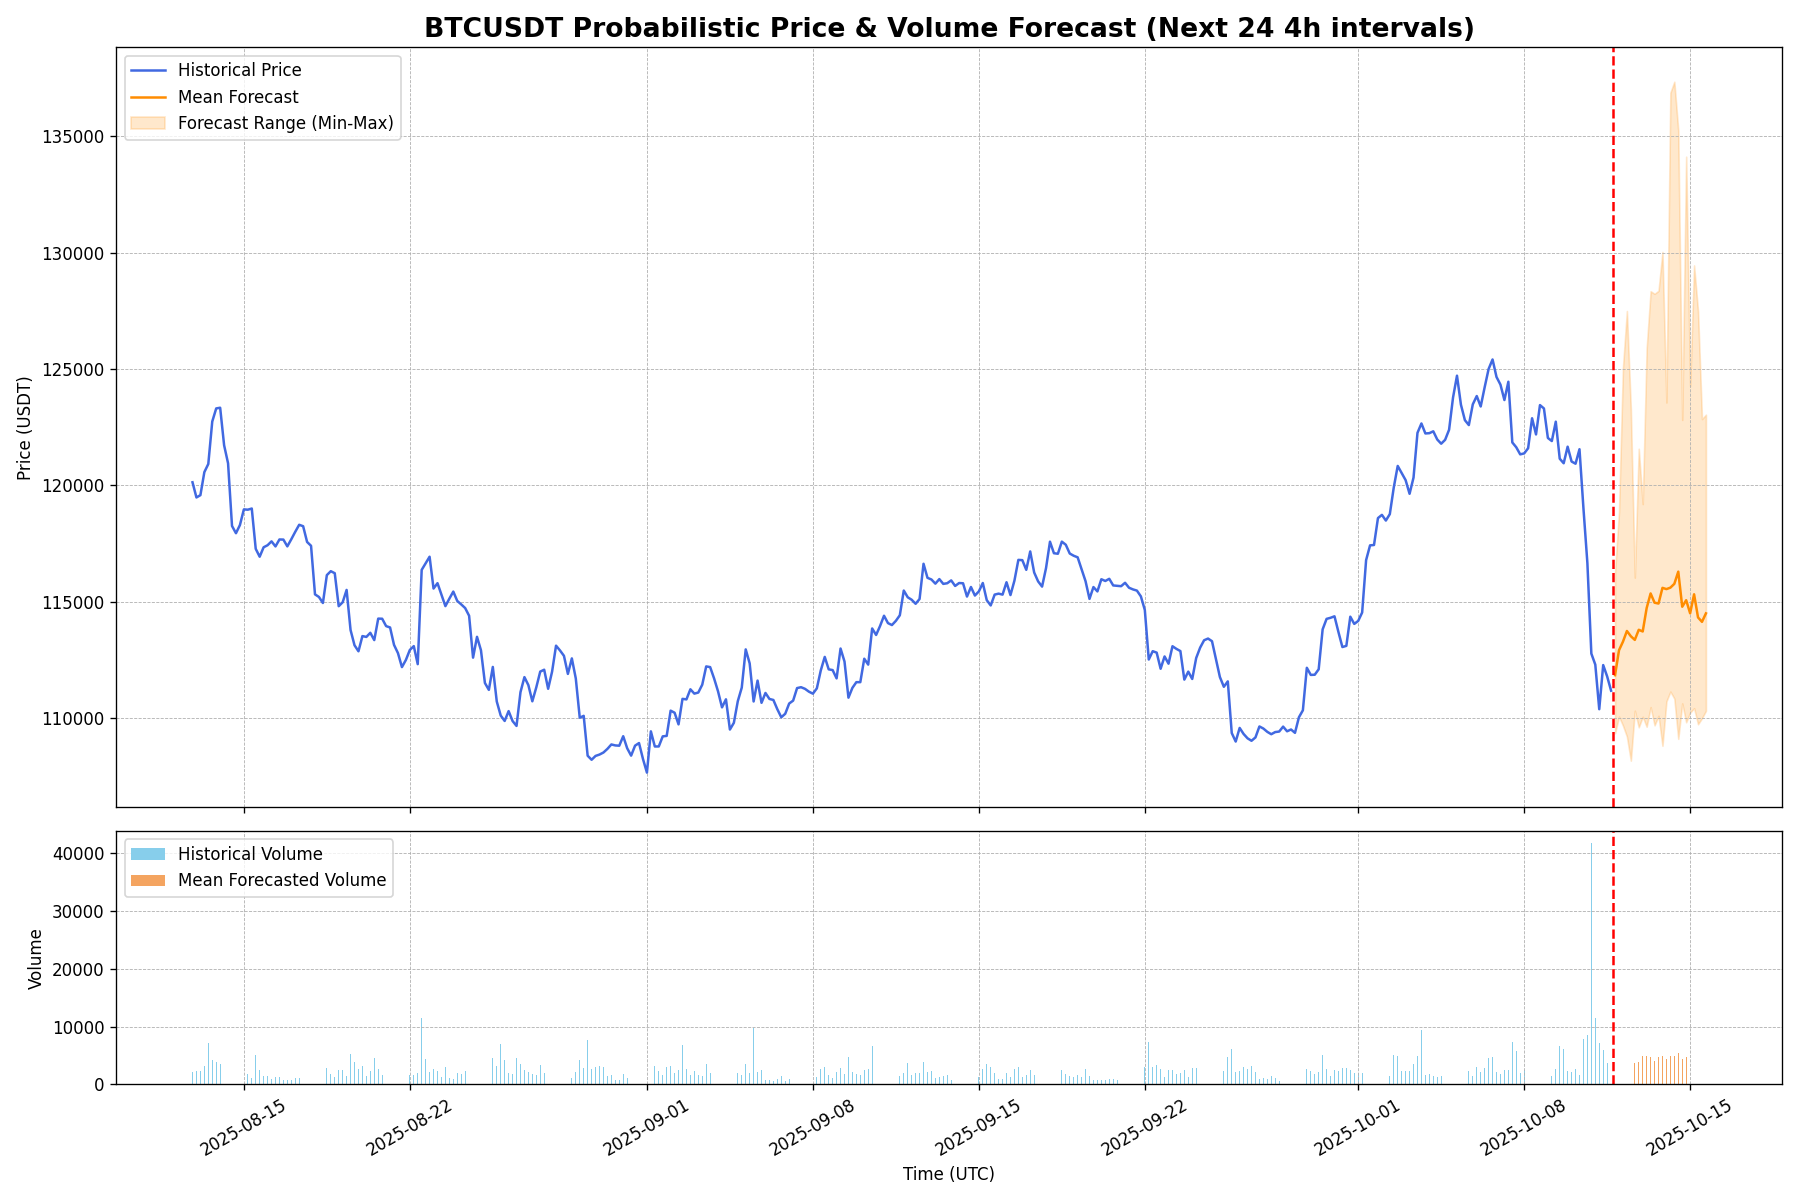 BTCUSDT Probabilistic Price & Volume Forecast (Next 24 4h intervals)
Historical Price
Mean Forecast
Forecast Range (Min-Max)
135000
130000
125000
120000
115000
110000
Price (USDT)
Historical Volume
Mean Forecasted Volume
40000
30000
20000
10000
0
Volume
2025-08-15
2025-08-22
2025-09-01
2025-09-08
2025-09-15
2025-09-22
2025-10-01
2025-10-08
2025-10-15
Time (UTC)